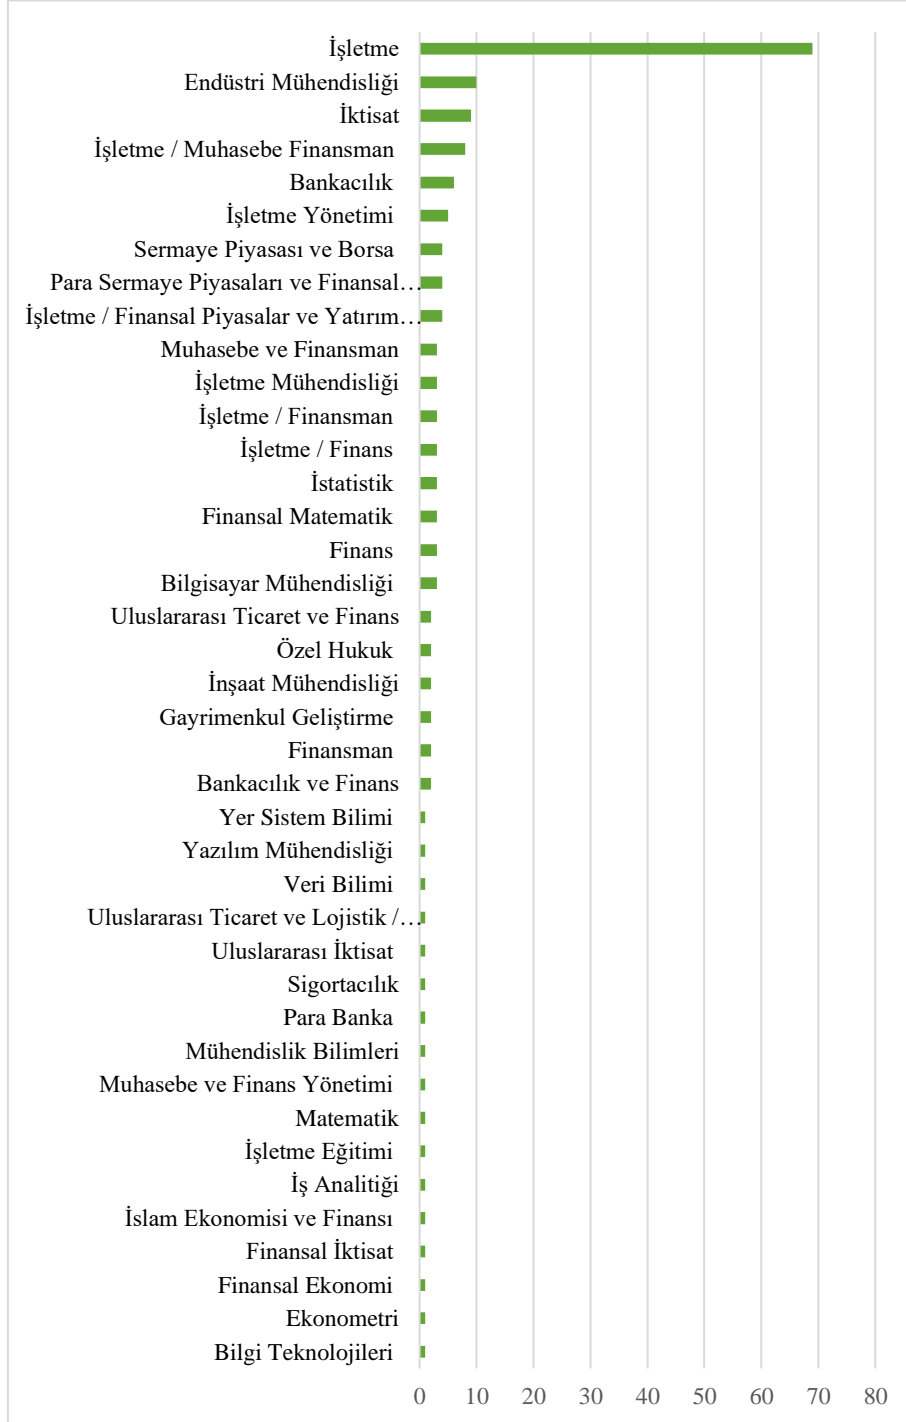 İşletme
Endüstri Mühendisliği
İktisat
İşletme / Muhasebe Finansman
Bankacılık
İşletme Yönetimi
Sermaye Piyasası ve Borsa
Para Sermaye Piyasaları ve Finansal…
İşletme / Finansal Piyasalar ve Yatırım…
Muhasebe ve Finansman
İşletme Mühendisliği
İşletme / Finansman
İşletme / Finans
İstatistik
Finansal Matematik
Finans
Bilgisayar Mühendisliği
Uluslararası Ticaret ve Finans
Özel Hukuk
İnşaat Mühendisliği
Gayrimenkul Geliştirme
Finansman
Bankacılık ve Finans
Yer Sistem Bilimi
Yazılım Mühendisliği
Veri Bilimi
Uluslararası Ticaret ve Lojistik /…
Uluslararası İktisat
Sigortacılık
Para Banka
Mühendislik Bilimleri
Muhasebe ve Finans Yönetimi
Matematik
İşletme Eğitimi
İş Analitiği
İslam Ekonomisi ve Finansı
Finansal İktisat
Finansal Ekonomi
Ekonometri
Bilgi Teknolojileri
0 10 20 30 40 50 60 70 80